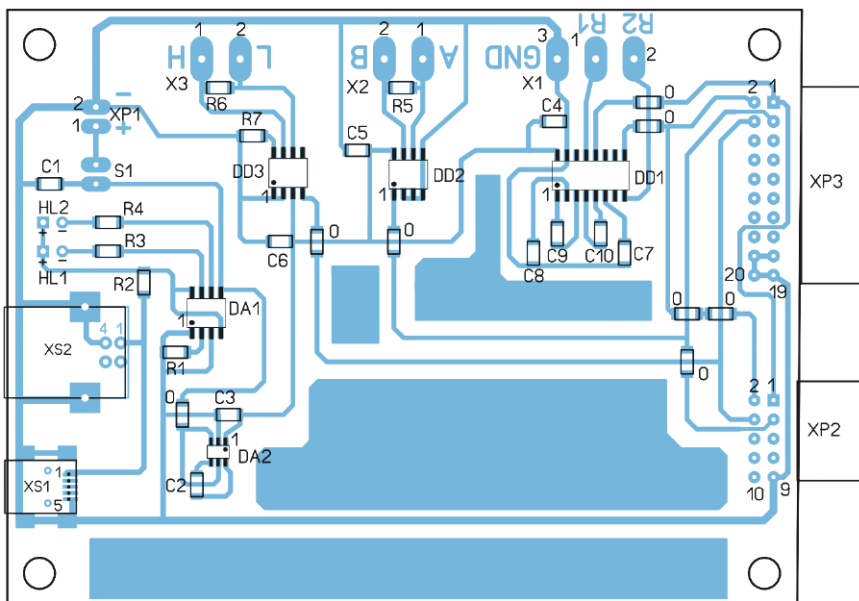 1 2 2 1 3 1 2
H L B A GND R1 R2
X3 X2 X1
R6 R5
0
2 1
2 − XP1
1 +
R7 C5 C4
0
C1 S1
DD3 DD2 DD1
1 1 1
XP3
HL2 R4
+ −
HL1 R3
+ −
R2
C6 0 0
C8 C9 C10 C7
20 19
DA1
1
0 0
XS2
4 1
R1
0
0 C3
2 1
1
DA2
XP2
XS1
1
5
C2
10 9